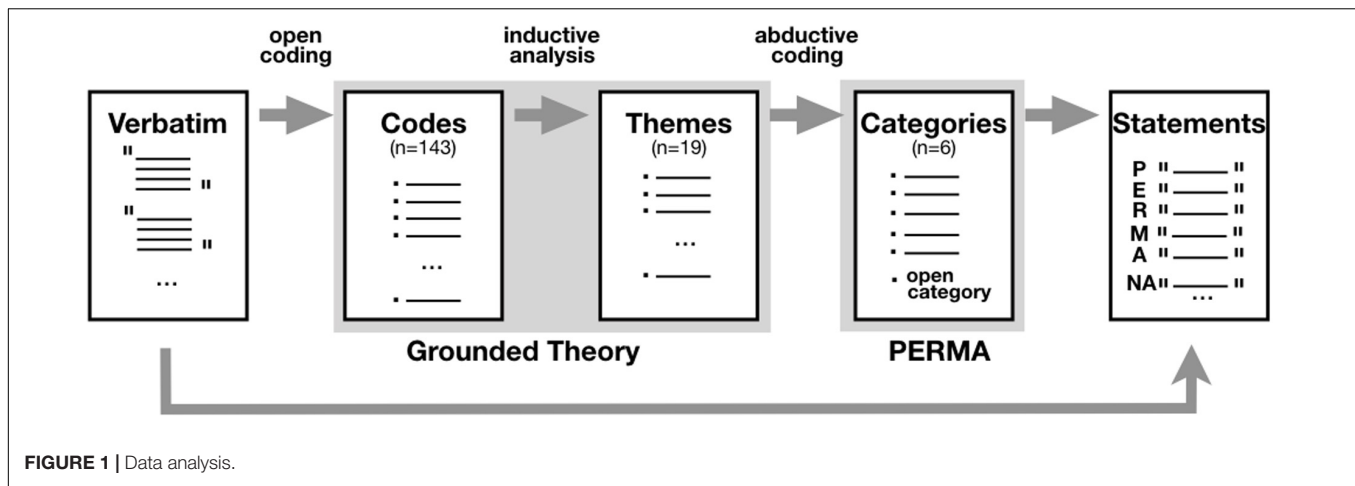 open
coding
inductive
analysis
abductive
coding
Verbatim
"
"
"
"
...
Codes
(n=143)
...
Themes
(n=19)
...
Categories
(n=6)
open
category
Statements
P " "
E " "
R " "
M " "
A " "
NA " "
...
Grounded Theory
PERMA
FIGURE 1 | Data analysis.